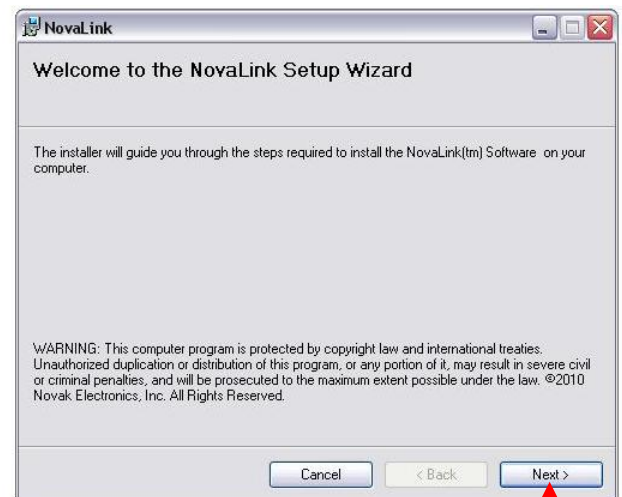 NovaLink
Welcome to the NovaLink Setup Wizard
The installer will guide you through the steps required to install the NovaLink(tm) Software on your
computer.
WARNING: This computer program is protected by copyright law and international treaties.
Unauthorized duplication or distribution of this program, or any portion of it, may result in severe civil
or criminal penalties, and will be prosecuted to the maximum extent possible under the law. ©2010
Novak Electronics, Inc. All Rights Reserved.
Cancel < Back Next >